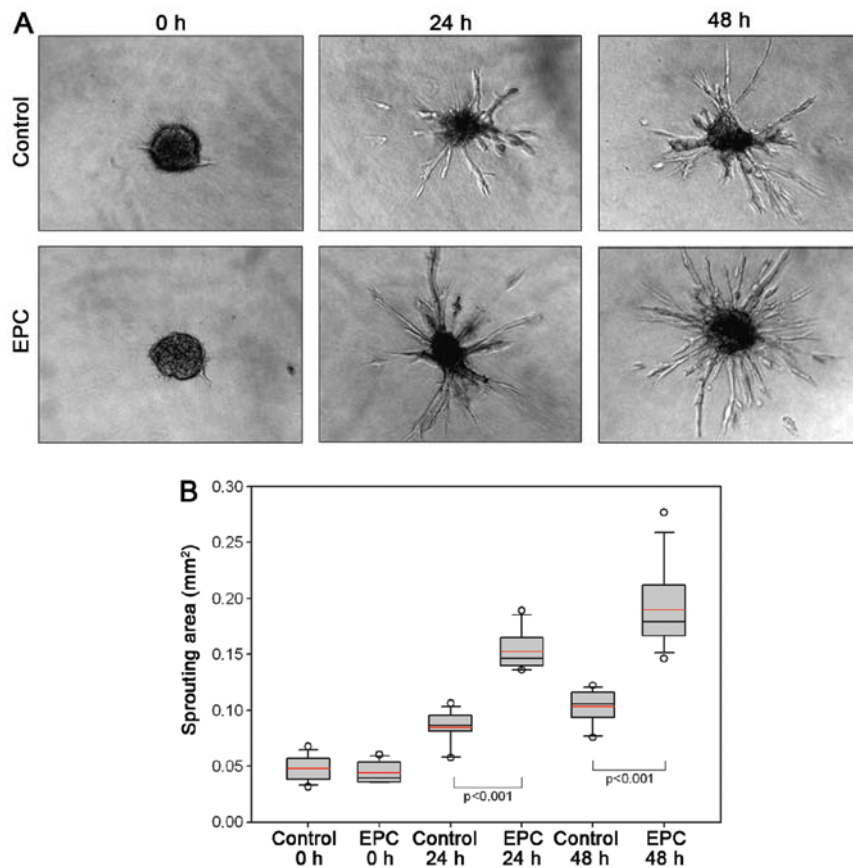 A
0 h 24 h 48 h
Control
EPC
B
Sprouting area (mm²)
0.30
0.25
0.20
0.15
0.10
0.05
0.00
p<0.001
p<0.001
Control EPC Control EPC Control EPC
0 h 0 h 24 h 24 h 48 h 48 h